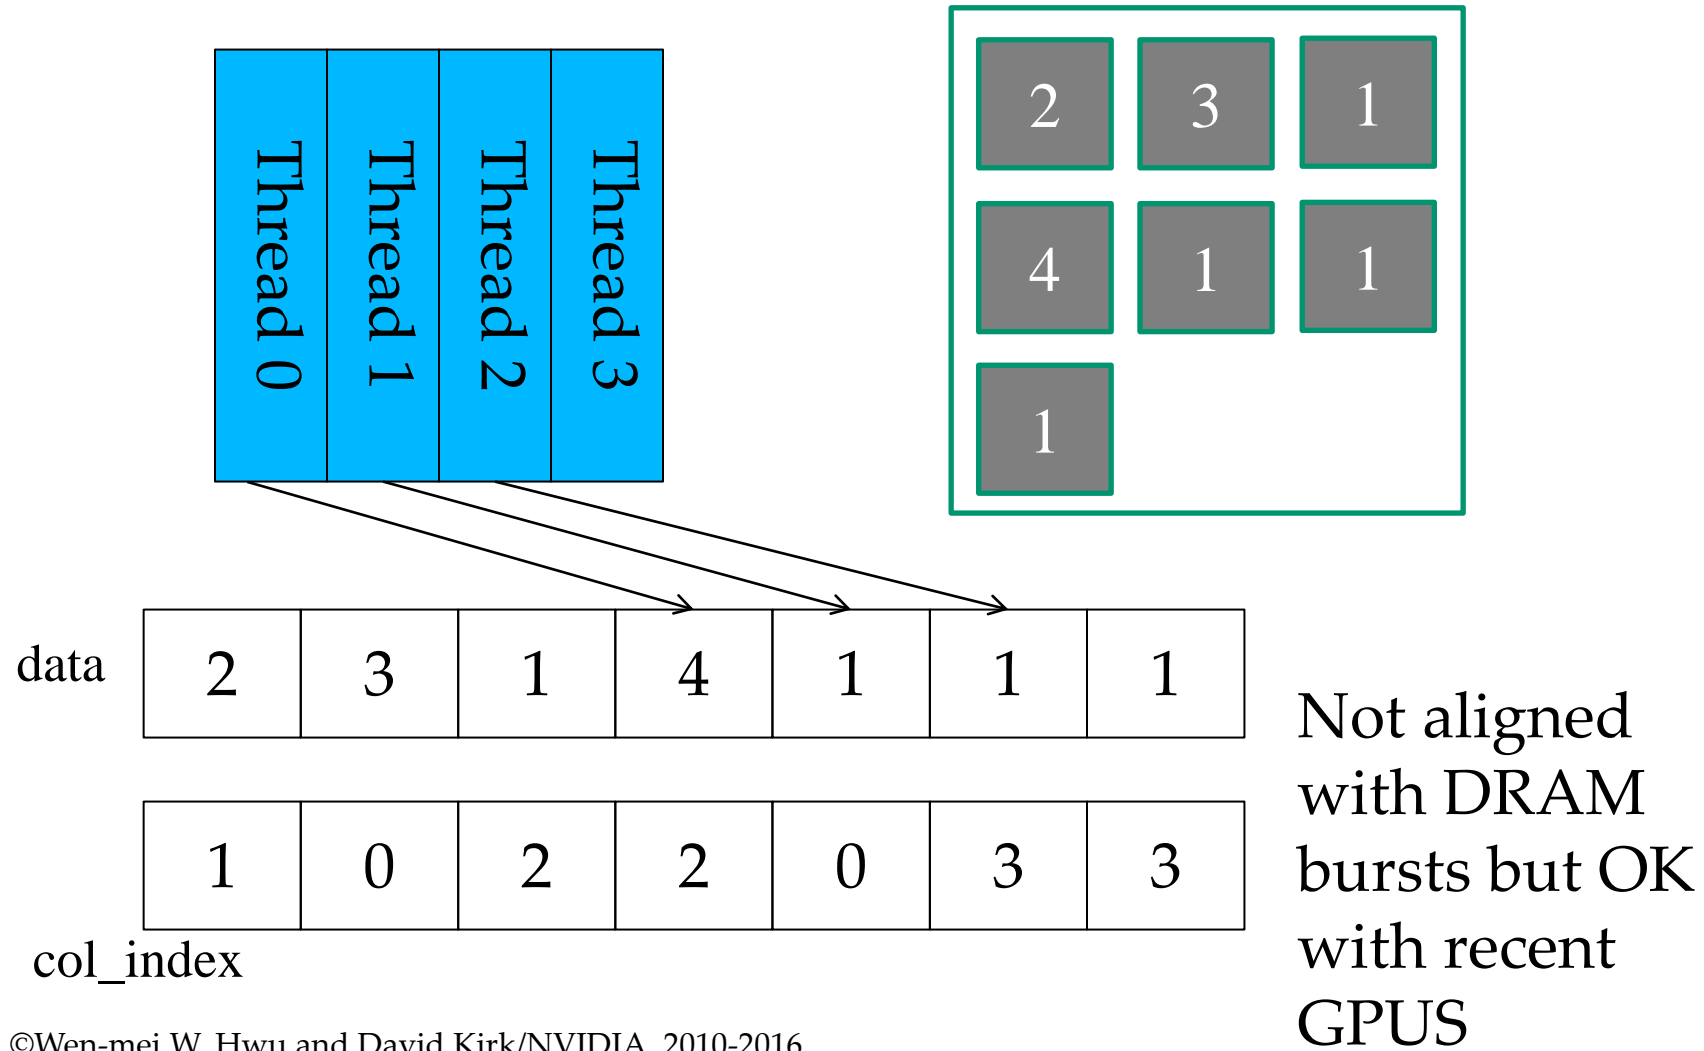 Thread 0
Thread 1
Thread 2
Thread 3
2 3 1
4 1 1
1
data
2 3 1 4 1 1 1
1 0 2 2 0 3 3
col_index
Not aligned
with DRAM
bursts but OK
with recent
GPUS
©Wen-mei W. Hwu and David Kirk/NVIDIA, 2010-2016